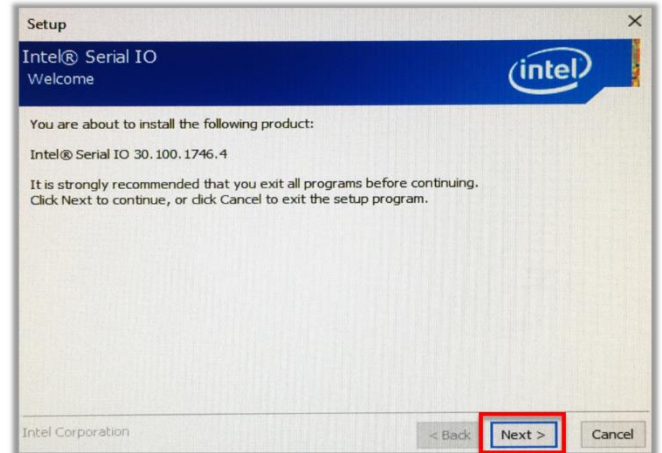 Setup
Intel® Serial IO
Welcome
intel
You are about to install the following product:
Intel® Serial IO 30.100.1746.4
It is strongly recommended that you exit all programs before continuing.
Click Next to continue, or click Cancel to exit the setup program.
Intel Corporation
< Back Next > Cancel